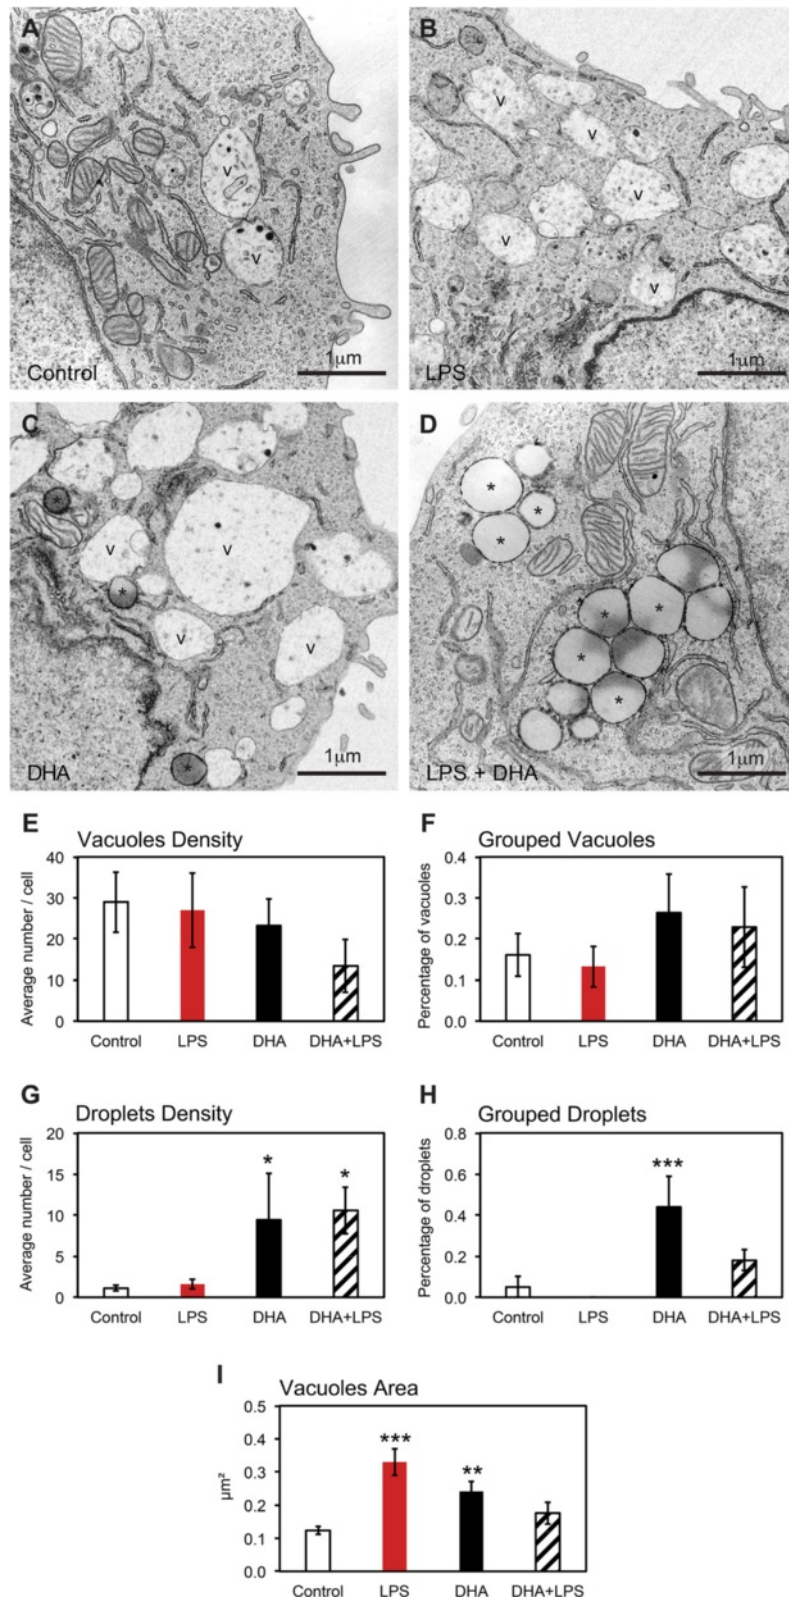 A
v
v
Control
1µm
B
v
v
v
v
v
LPS
1µm
C
*
v
v
*
v
v
*
DHA
1µm
D
*
*
*
*
*
*
*
LPS + DHA
1µm
E
Vacuoles Density
Average number / cell
40
30
20
10
0
Control LPS DHA DHA+LPS
F
Grouped Vacuoles
Percentage of vacuoles
0.4
0.3
0.2
0.1
0.0
Control LPS DHA DHA+LPS
G
Droplets Density
Average number / cell
20
15
10
5
0
* *
Control LPS DHA DHA+LPS
H
Grouped Droplets
Percentage of droplets
0.8
0.6
0.4
0.2
0.0
***
Control LPS DHA DHA+LPS
I
Vacuoles Area
µm²
0.5
0.4
0.3
0.2
0.1
0.0
*** **
Control LPS DHA DHA+LPS